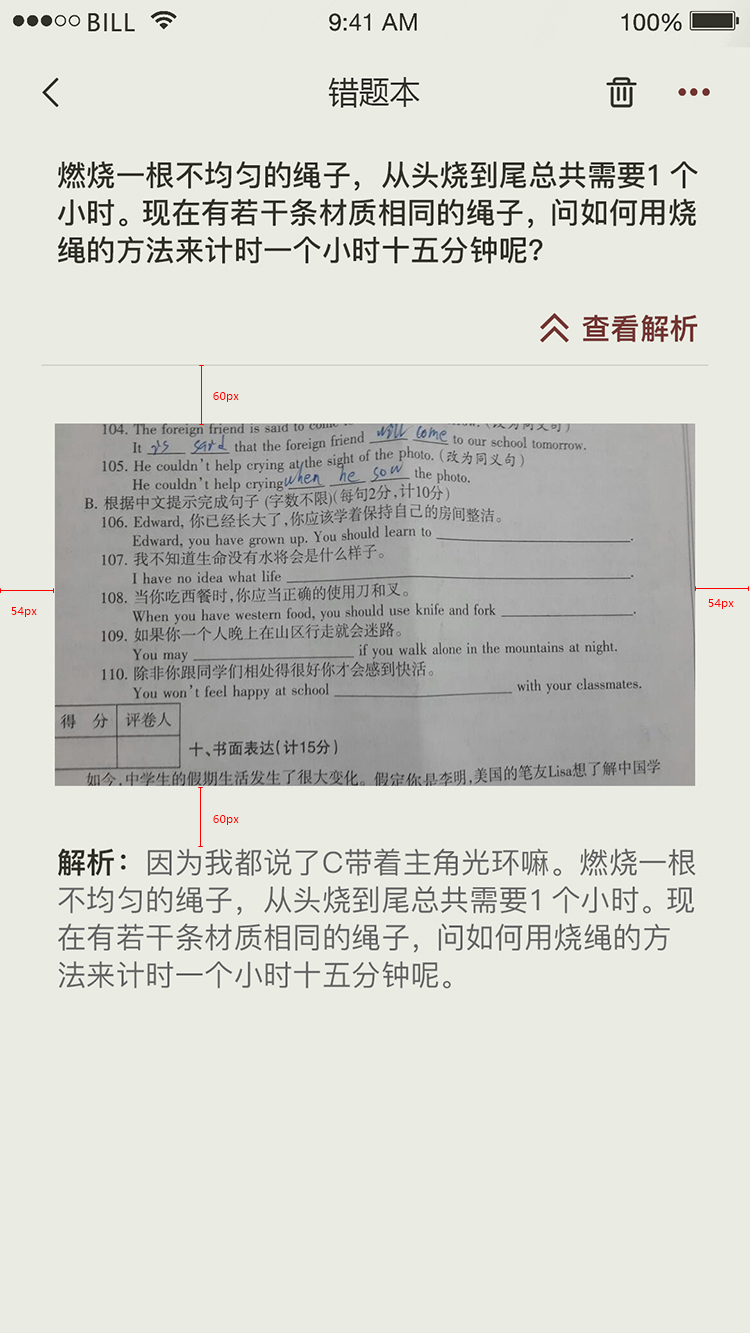 BILL 9:41 AM 100%
错题本
燃烧一根不均匀的绳子，从头烧到尾总共需要1 个
小时。现在有若干条材质相同的绳子，问如何用烧
绳的方法来计时一个小时十五分钟呢？
查看解析
60px
104. The foreign friend is said to come
It is said that the foreign friend will come to our school tomorrow.
105. He couldn't help crying at the sight of the photo. (改为同义句)
He couldn't help crying when he sow the photo.
B. 根据中文提示完成句子 (字数不限)(每句2分,计10分)
106. Edward, 你已经长大了,你应该学着保持自己的房间整洁。
Edward, you have grown up. You should learn to ______.
107. 我不知道生命没有水将会是什么样子。
I have no idea what life ______.
54px
54px
108. 当你吃西餐时,你应当正确的使用刀和叉。
When you have western food, you should use knife and fork ______.
109. 如果你一个人晚上在山区行走就会迷路。
You may ______ if you walk alone in the mountains at night.
110. 除非你跟同学们相处得很好你才会感到快活。
You won't feel happy at school ______ with your classmates.
得 分 评卷人
十、书面表达(计15分)
如今,中学生的假期生活发生了很大变化。假定你是李明,美国的笔友Lisa想了解中国学
60px
解析：因为我都说了C带着主角光环嘛。燃烧一根
不均匀的绳子，从头烧到尾总共需要1 个小时。现
在有若干条材质相同的绳子，问如何用烧绳的方
法来计时一个小时十五分钟呢。